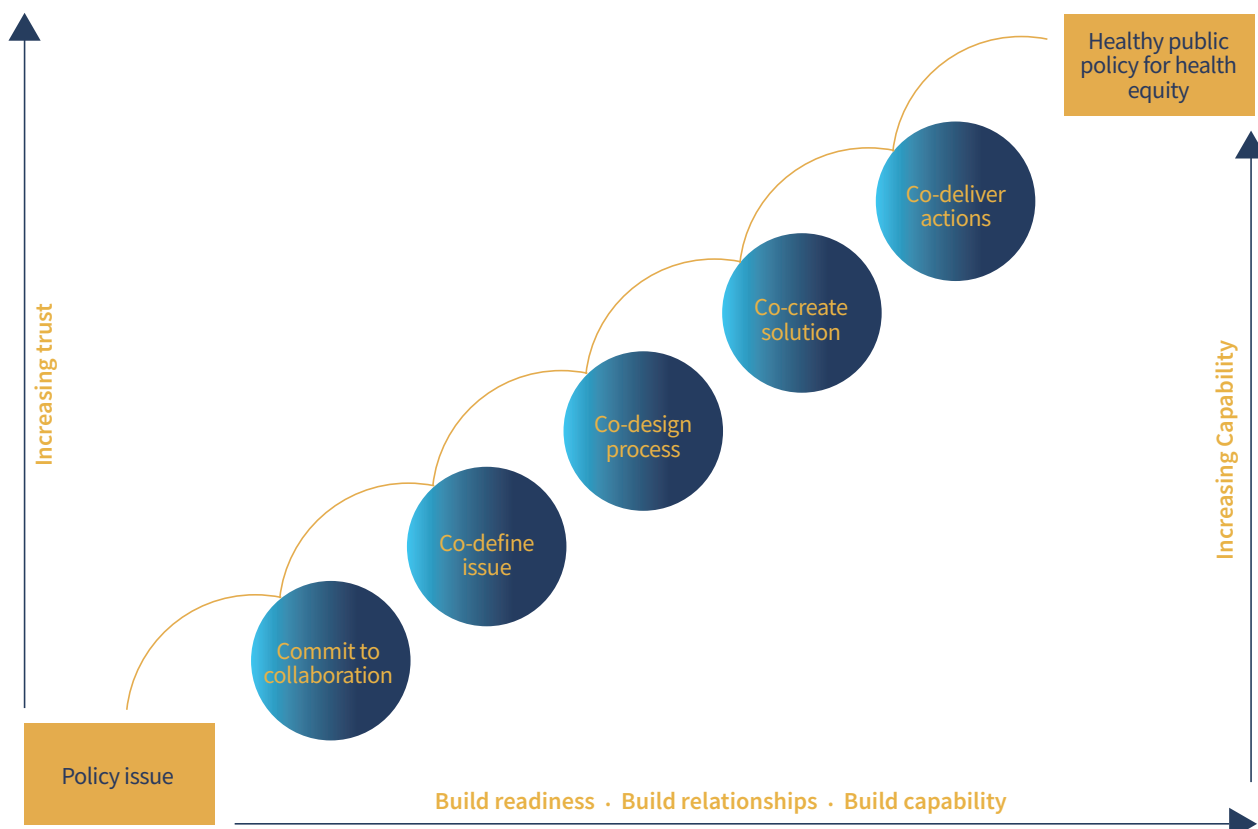 Healthy public
policy for health
equity
Co-deliver
actions
Co-create
solution
Increasing trust
Increasing Capability
Co-design
process
Co-define
issue
Commit to
collaboration
Policy issue
Build readiness · Build relationships · Build capability